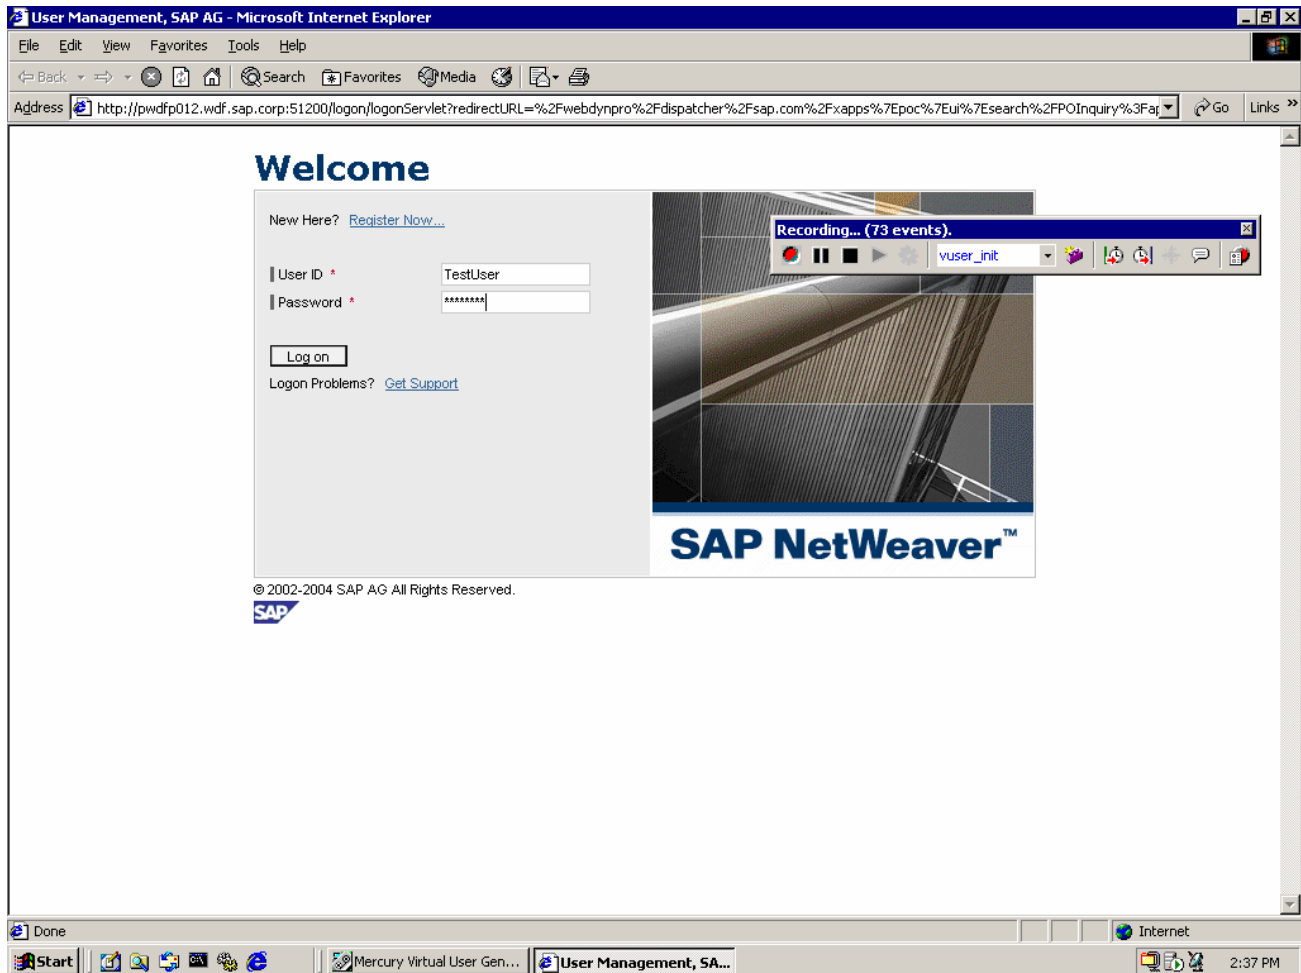 User Management, SAP AG - Microsoft Internet Explorer
File Edit View Favorites Tools Help
Back Search Favorites Media
Address http://pwdfp012.wdf.sap.corp:51200/logon/logonServlet?redirectURL=%2Fwebdynpro%2Fdispatcher%2Fsap.com%2Fxapps%7Epoc%7Eui%7Esearch%2FPOInquiry%3Fap Go Links »
Welcome
New Here? Register Now...
Recording... (73 events).
vuser_init
User ID * TestUser
Password * ********
Log on
Logon Problems? Get Support
SAP NetWeaver™
© 2002-2004 SAP AG All Rights Reserved.
SAP
Done Internet
Start Mercury Virtual User Gen... User Management, SA... 2:37 PM